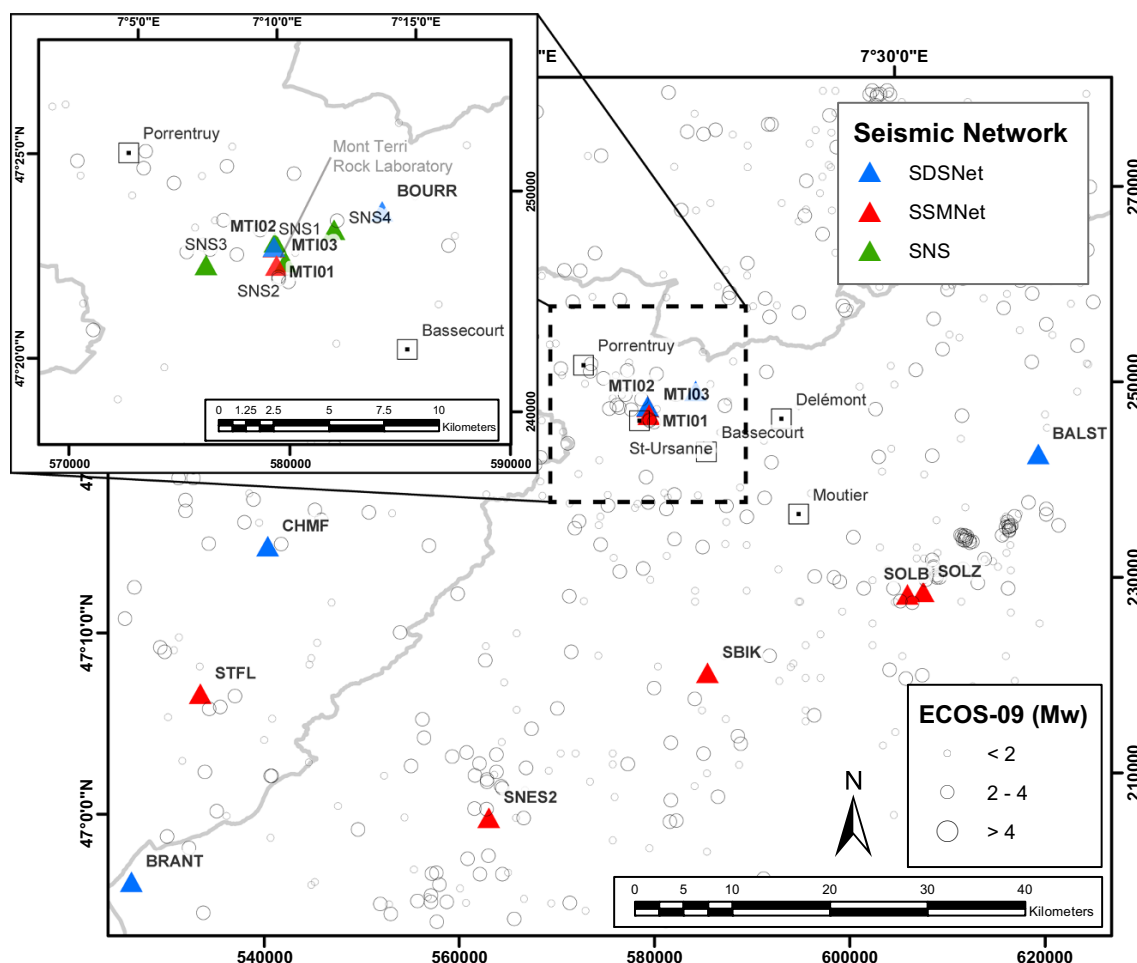 7°5'0"E
7°10'0"E
7°15'0"E
"E
7°30'0"E
47°25'0"N
47°20'0"N
Porrentruy
Mont Terri
Rock Laboratory
BOURR
SNS4
MTI02
SNS1
SNS3
MTI03
MTI01
SNS2
Bassecourt
0 1.25 2.5 5 7.5 10
Kilometers
570000
580000
590000
250000
240000
Seismic Network
SDSNet
SSMNet
SNS
270000
250000
230000
210000
Porrentruy
MTI02
MTI03
MTI01
Delémont
Bassecourt
St-Ursanne
BALST
Moutier
CHMF
SOLB
SOLZ
47°10'0"N
STFL
SBIK
ECOS-09 (Mw)
< 2
2 - 4
> 4
N
47°0'0"N
SNES2
BRANT
0 5 10 20 30 40
Kilometers
540000
560000
580000
600000
620000